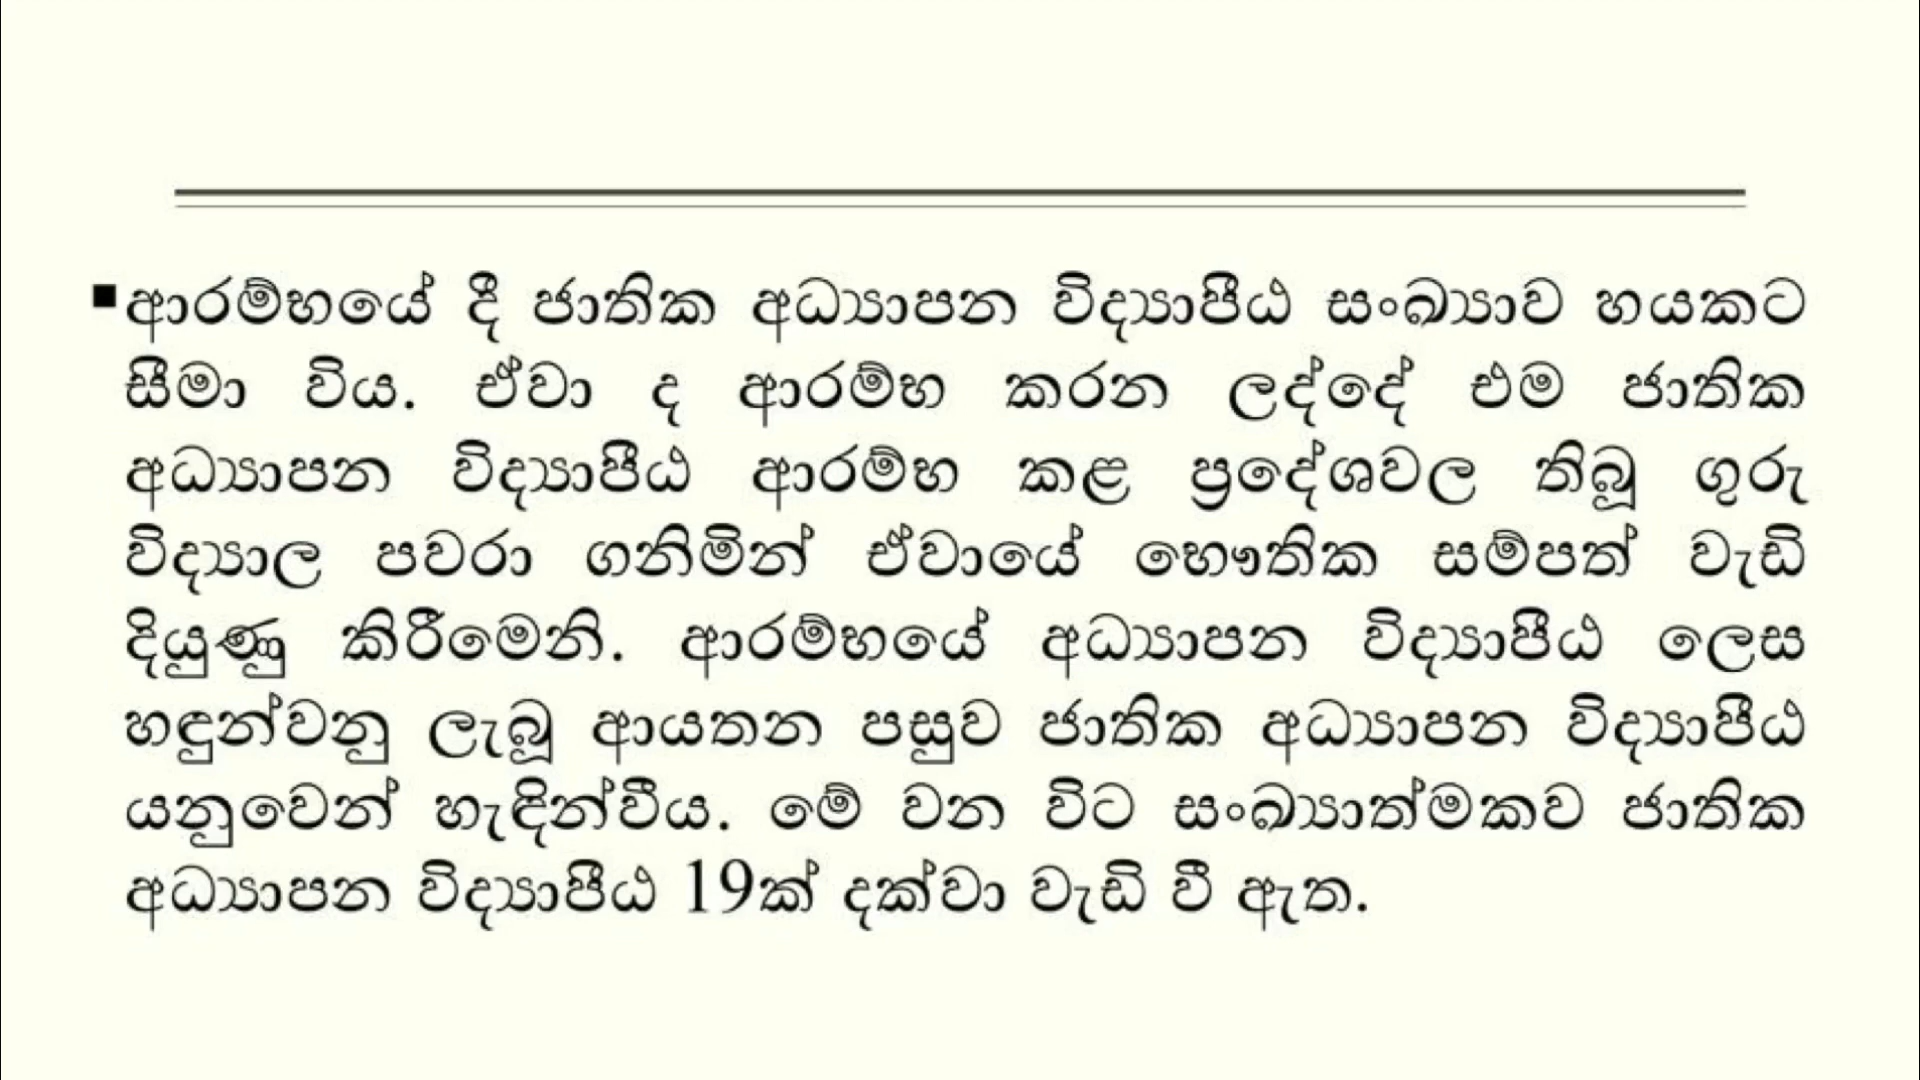 ▪ආරම්භයේ දී ජාතික අධ්‍යාපන විද්‍යාපීඨ සංඛ්‍යාව හයකට
සීමා විය. ඒවා ද ආරම්භ කරන ලද්දේ එම ජාතික
අධ්‍යාපන විද්‍යාපීඨ ආරම්භ කළ ප්‍රදේශවල තිබූ ගුරු
විද්‍යාල පවරා ගනිමින් ඒවායේ භෞතික සම්පත් වැඩි
දියුණු කිරීමෙනි. ආරම්භයේ අධ්‍යාපන විද්‍යාපීඨ ලෙස
හඳුන්වනු ලැබූ ආයතන පසුව ජාතික අධ්‍යාපන විද්‍යාපීඨ
යනුවෙන් හැඳින්වීය. මේ වන විට සංඛ්‍යාත්මකව ජාතික
අධ්‍යාපන විද්‍යාපීඨ 19ක් දක්වා වැඩි වී ඇත.